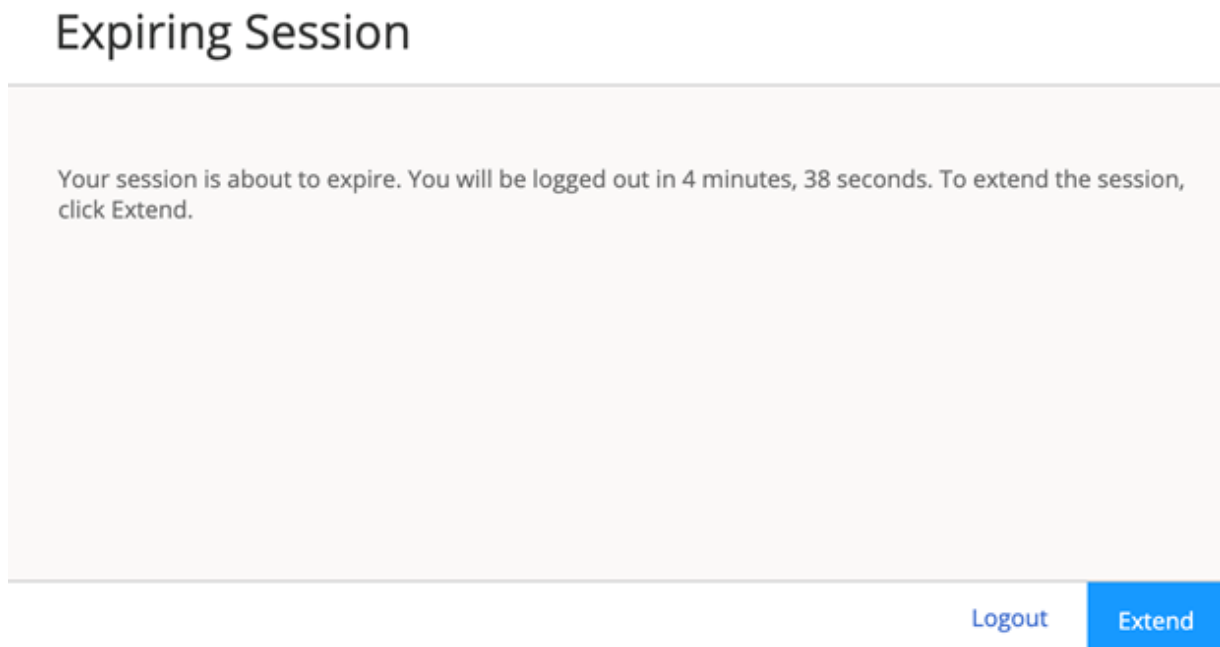 Expiring Session
Your session is about to expire. You will be logged out in 4 minutes, 38 seconds. To extend the session,
click Extend.
Logout
Extend